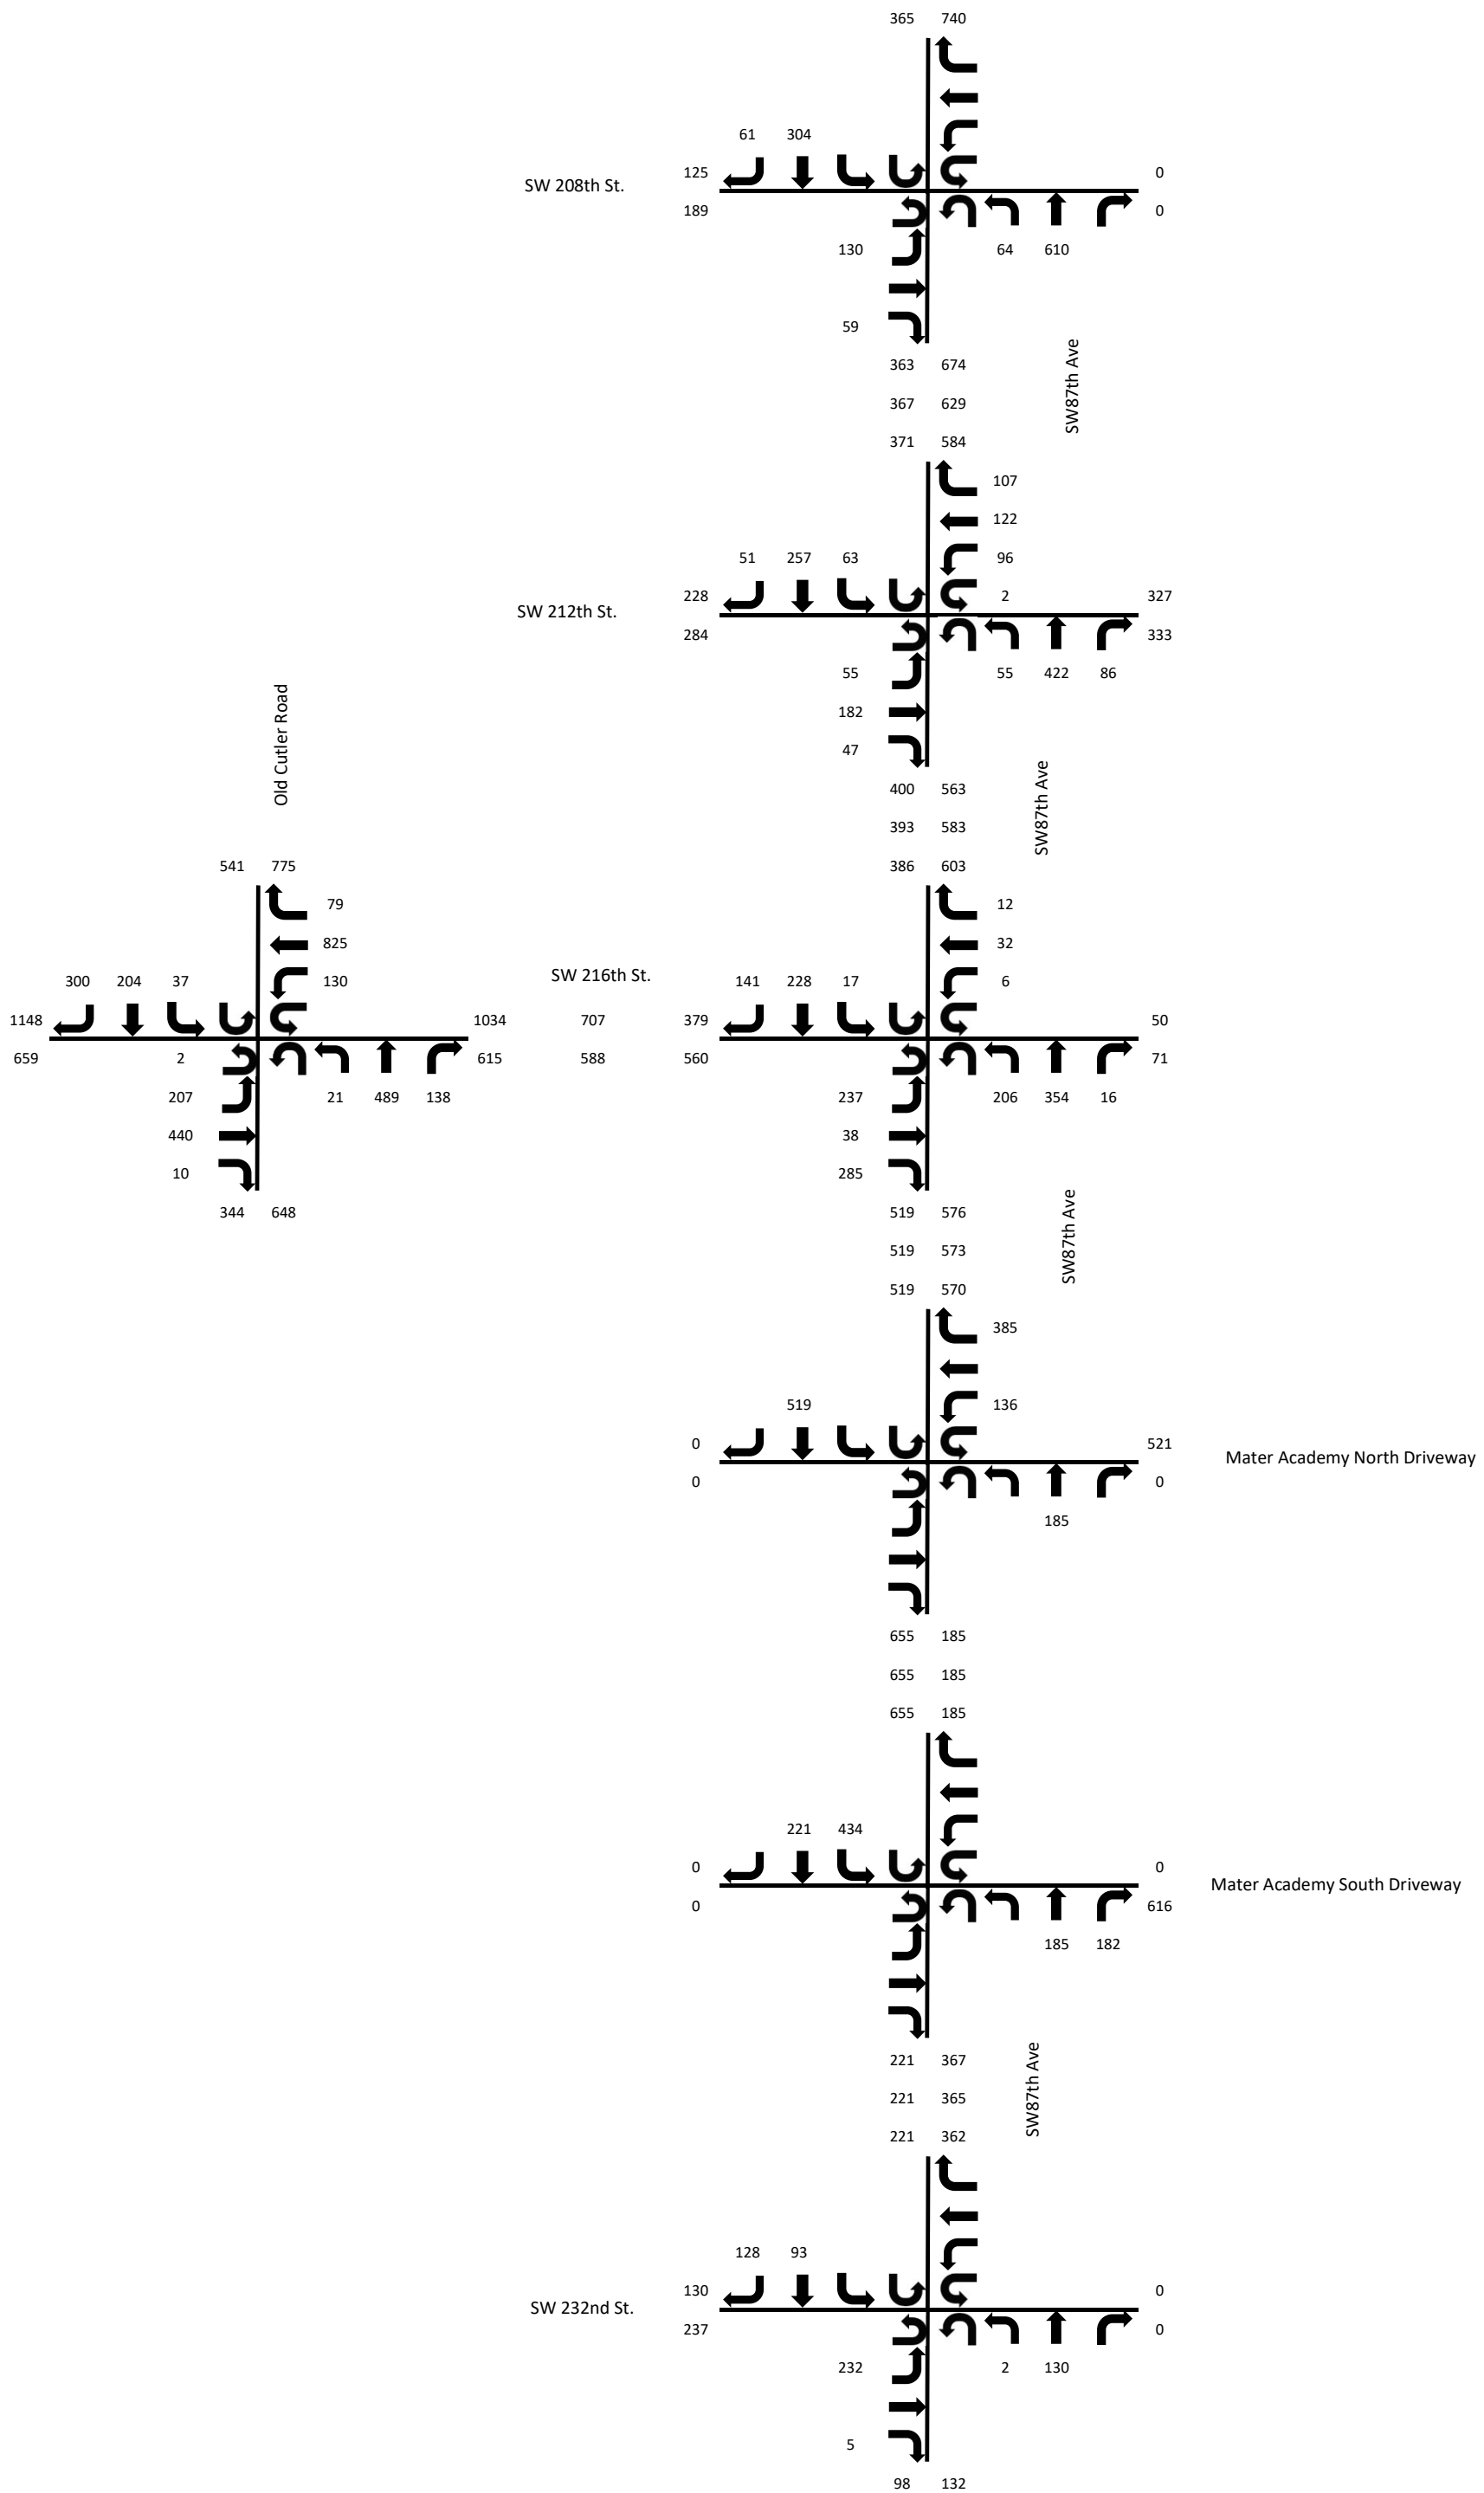 365 740
61 304
125 0
SW 208th St.
189 0
130 64 610
59
SW87th Ave
363 674
367 629
371 584
107
122
51 257 63 96
228 2 327
SW 212th St.
284 333
55 55 422 86
182
47
Old Cutler Road
SW87th Ave
400 563
393 583
541 775 386 603
79 12
825 32
300 204 37 130 SW 216th St. 141 228 17 6
1148 1034 707 379 50
659 2 615 588 560 71
207 21 489 138 237 206 354 16
440 38
10 285
SW87th Ave
344 648 519 576
519 573
519 570
385
519 136
0 521
Mater Academy North Driveway
0 0
185
655 185
655 185
655 185
221 434
0 0
Mater Academy South Driveway
0 616
185 182
SW87th Ave
221 367
221 365
221 362
128 93
130 0
SW 232nd St.
237 0
232 2 130
5
98 132